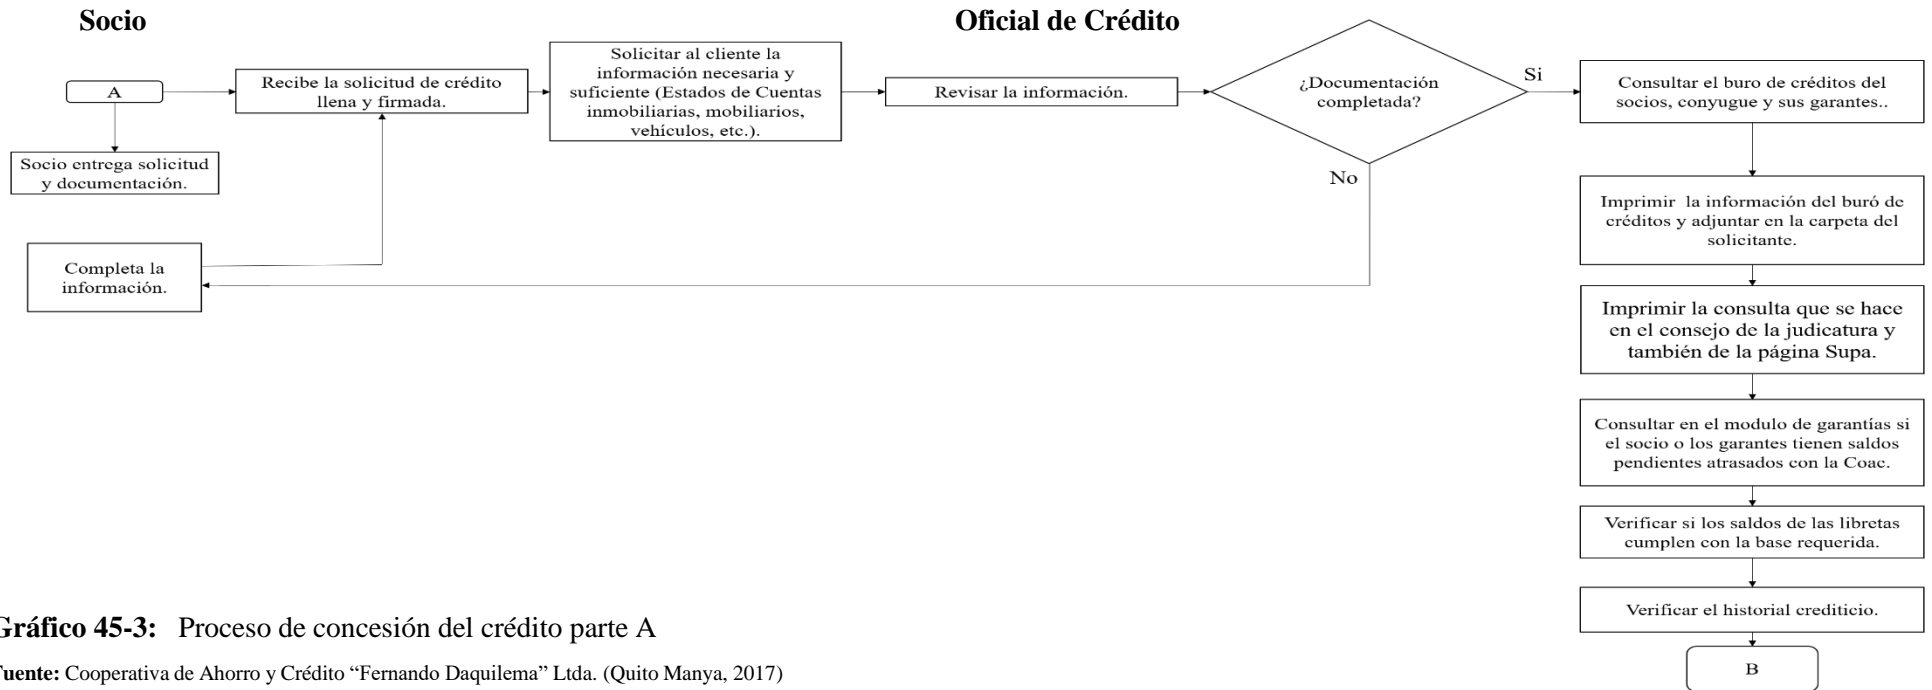 Socio
Oficial de Crédito
A
Socio entrega solicitud
y documentación.
Recibe la solicitud de crédito
llena y firmada.
Solicitar al cliente la
información necesaria y
suficiente (Estados de Cuentas
inmobiliarias, mobiliarios,
vehículos, etc.).
Revisar la información.
¿Documentación
completada?
Si
No
Completa la
información.
Consultar el buro de créditos del
socios, conyugue y sus garantes..
Imprimir la información del buró de
créditos y adjuntar en la carpeta del
solicitante.
Imprimir la consulta que se hace
en el consejo de la judicatura y
también de la página Supa.
Consultar en el modulo de garantías si
el socio o los garantes tienen saldos
pendientes atrasados con la Coac.
Verificar si los saldos de las libretas
cumplen con la base requerida.
Verificar el historial crediticio.
B
Gráfico 45-3: Proceso de concesión del crédito parte A
Fuente: Cooperativa de Ahorro y Crédito “Fernando Daquilema” Ltda. (Quito Manya, 2017)